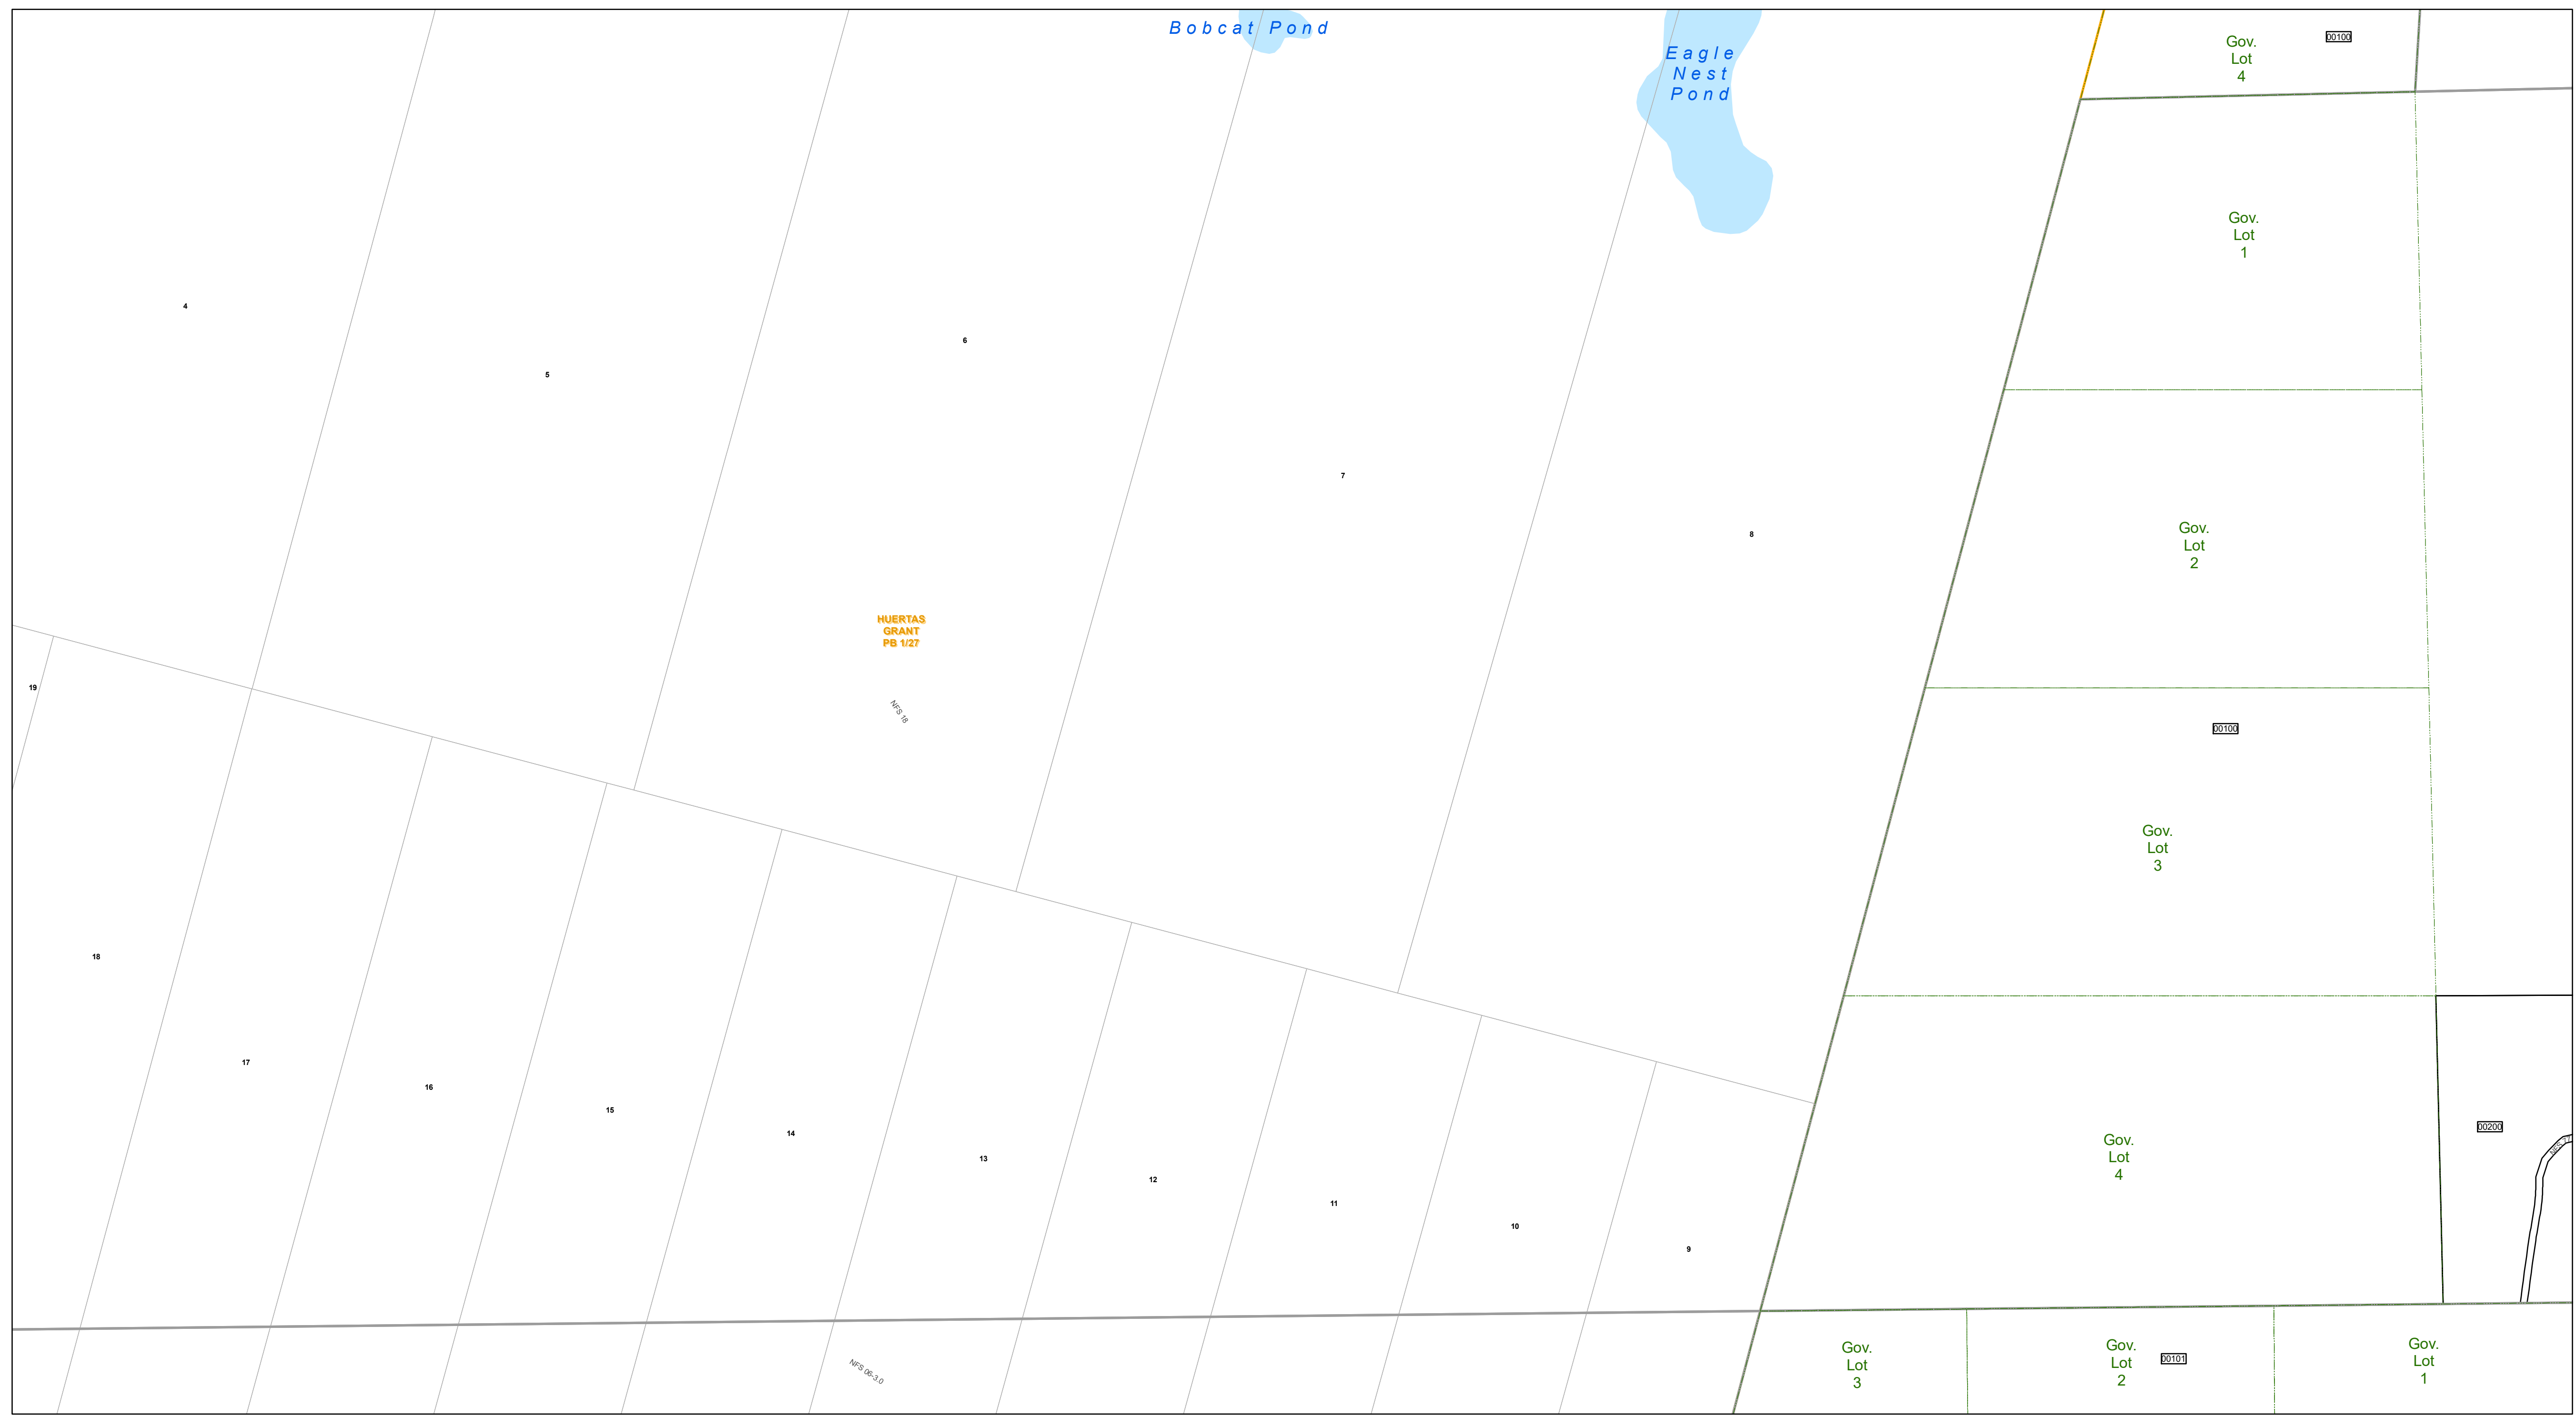 Bobcat Pond
Eagle
Nest
Pond
Gov.
Lot
4
00100
Gov.
Lot
1
4
5
6
7
8
Gov.
Lot
2
HUERTAS
GRANT
PB 1/27
NFS 18
19
00100
Gov.
Lot
3
18
17
16
15
14
13
12
11
10
9
Gov.
Lot
4
00200
NFS 06-3.0
Gov.
Lot
3
Gov.
Lot
2
00101
Gov.
Lot
1